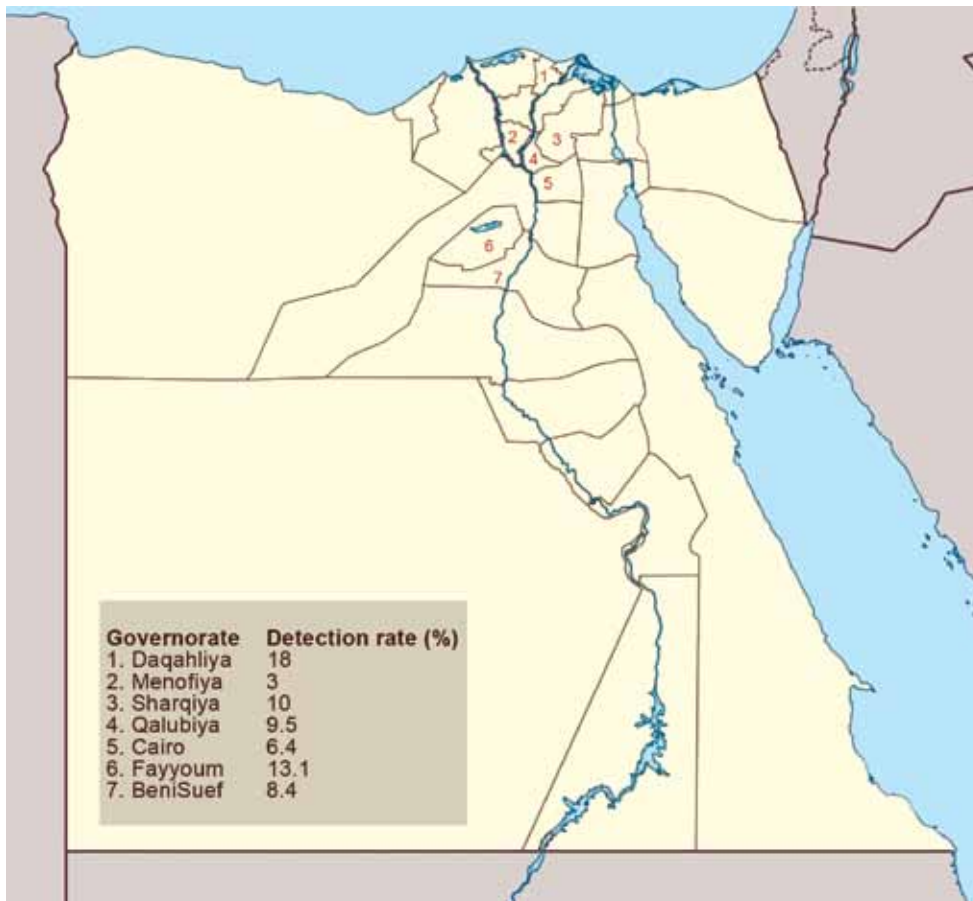 1
2
3
4
5
6
7
Governorate Detection rate (%)
1. Daqahliya 18
2. Menofiya 3
3. Sharqiya 10
4. Qalubiya 9.5
5. Cairo 6.4
6. Fayyoum 13.1
7. BeniSuef 8.4